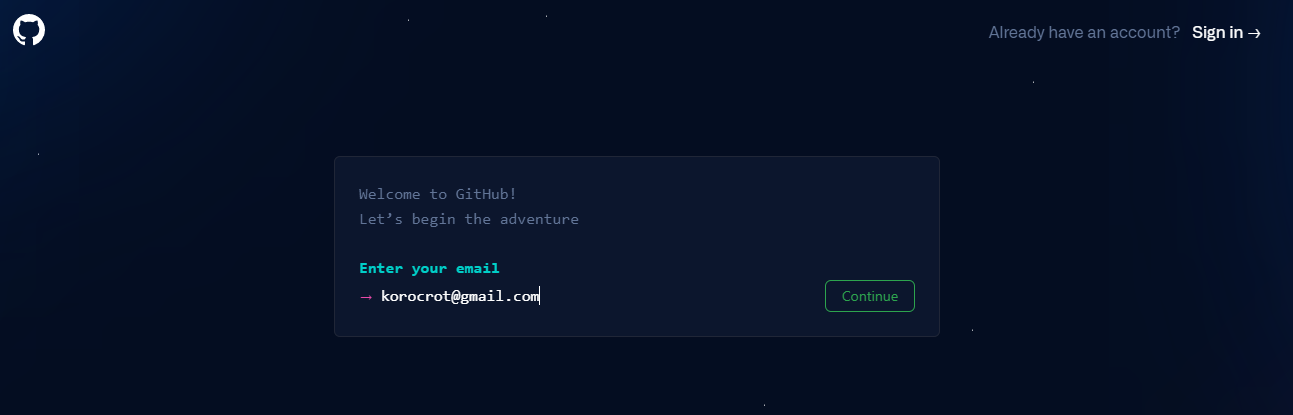 Already have an account? Sign in →
Welcome to GitHub!
Let’s begin the adventure
Enter your email
→ korocrot@gmail.com
Continue